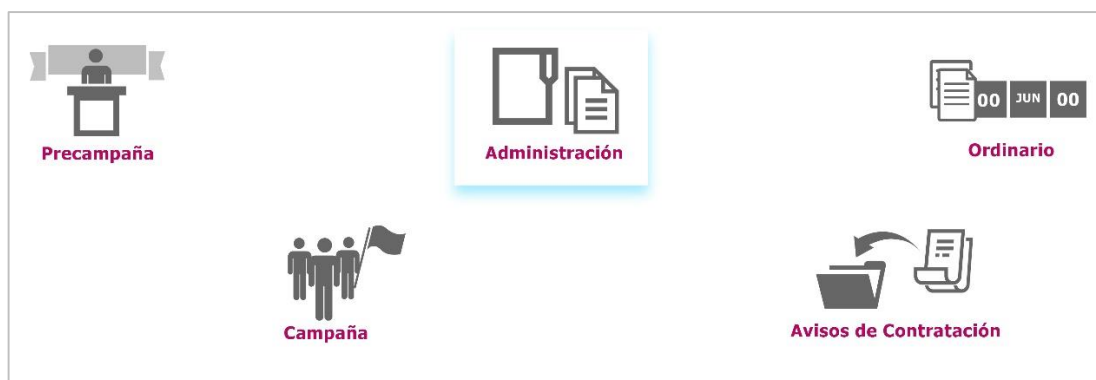 Precampaña
Administración
00 JUN 00
Ordinario
Campaña
Avisos de Contratación